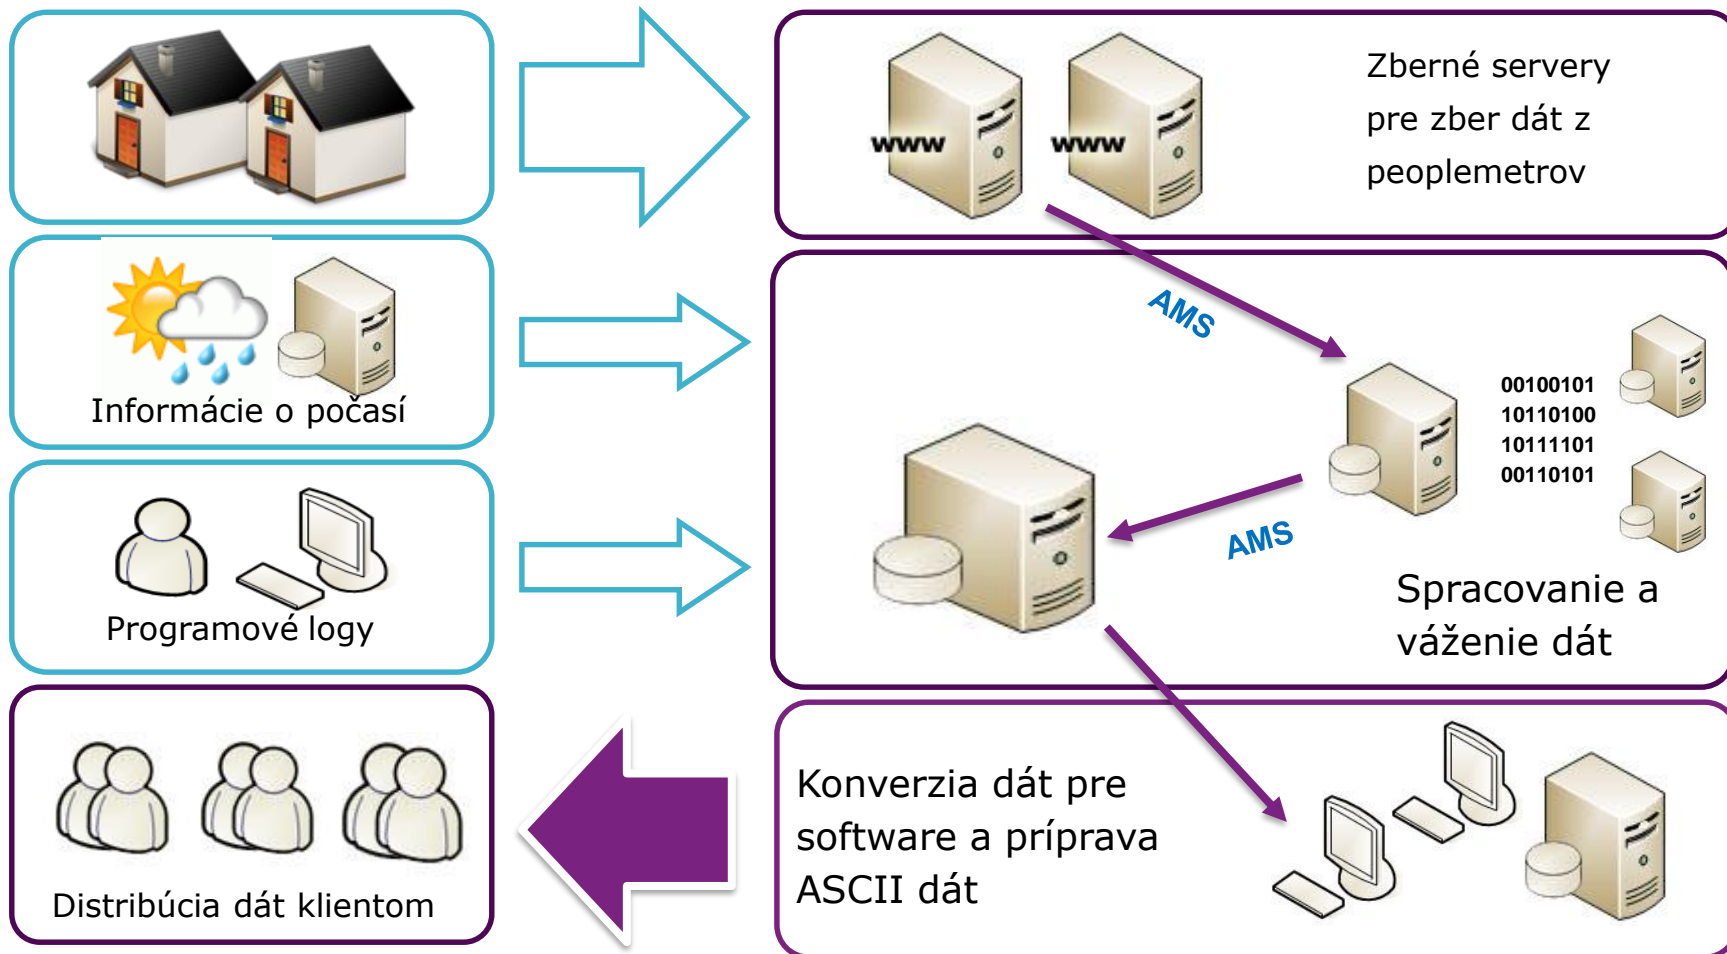 www
www
Zberné servery
pre zber dát z
peoplemetrov
Informácie o počasí
AMS
00100101
10110100
10111101
00110101
AMS
Spracovanie a
váženie dát
Programové logy
Konverzia dát pre
software a príprava
ASCII dát
Distribúcia dát klientom